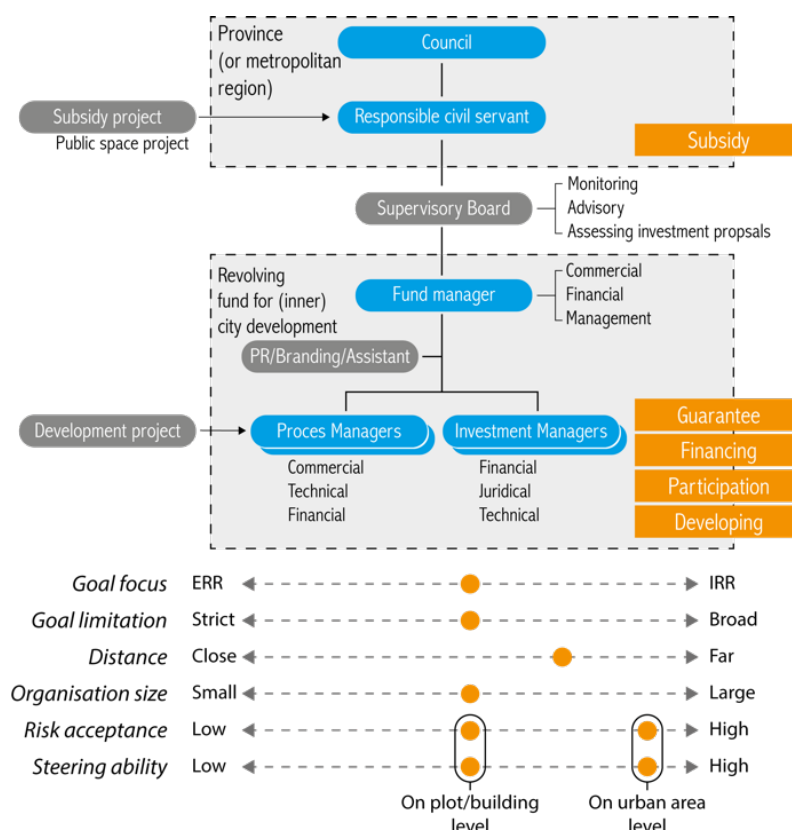 Province
(or metropolitan
region)
Council
Subsidy project
Public space project
Responsible civil servant
Subsidy
Supervisory Board
Monitoring
Advisory
Assessing investment propsals
Revolving
fund for (inner)
city development
Fund manager
Commercial
Financial
Management
PR/Branding/Assistant
Development project
Proces Managers
Investment Managers
Commercial
Technical
Financial
Financial
Juridical
Technical
Guarantee
Financing
Participation
Developing
Goal focus ERR IRR
Goal limitation Strict Broad
Distance Close Far
Organisation size Small Large
Risk acceptance Low High
Steering ability Low High
On plot/building
level
On urban area
level